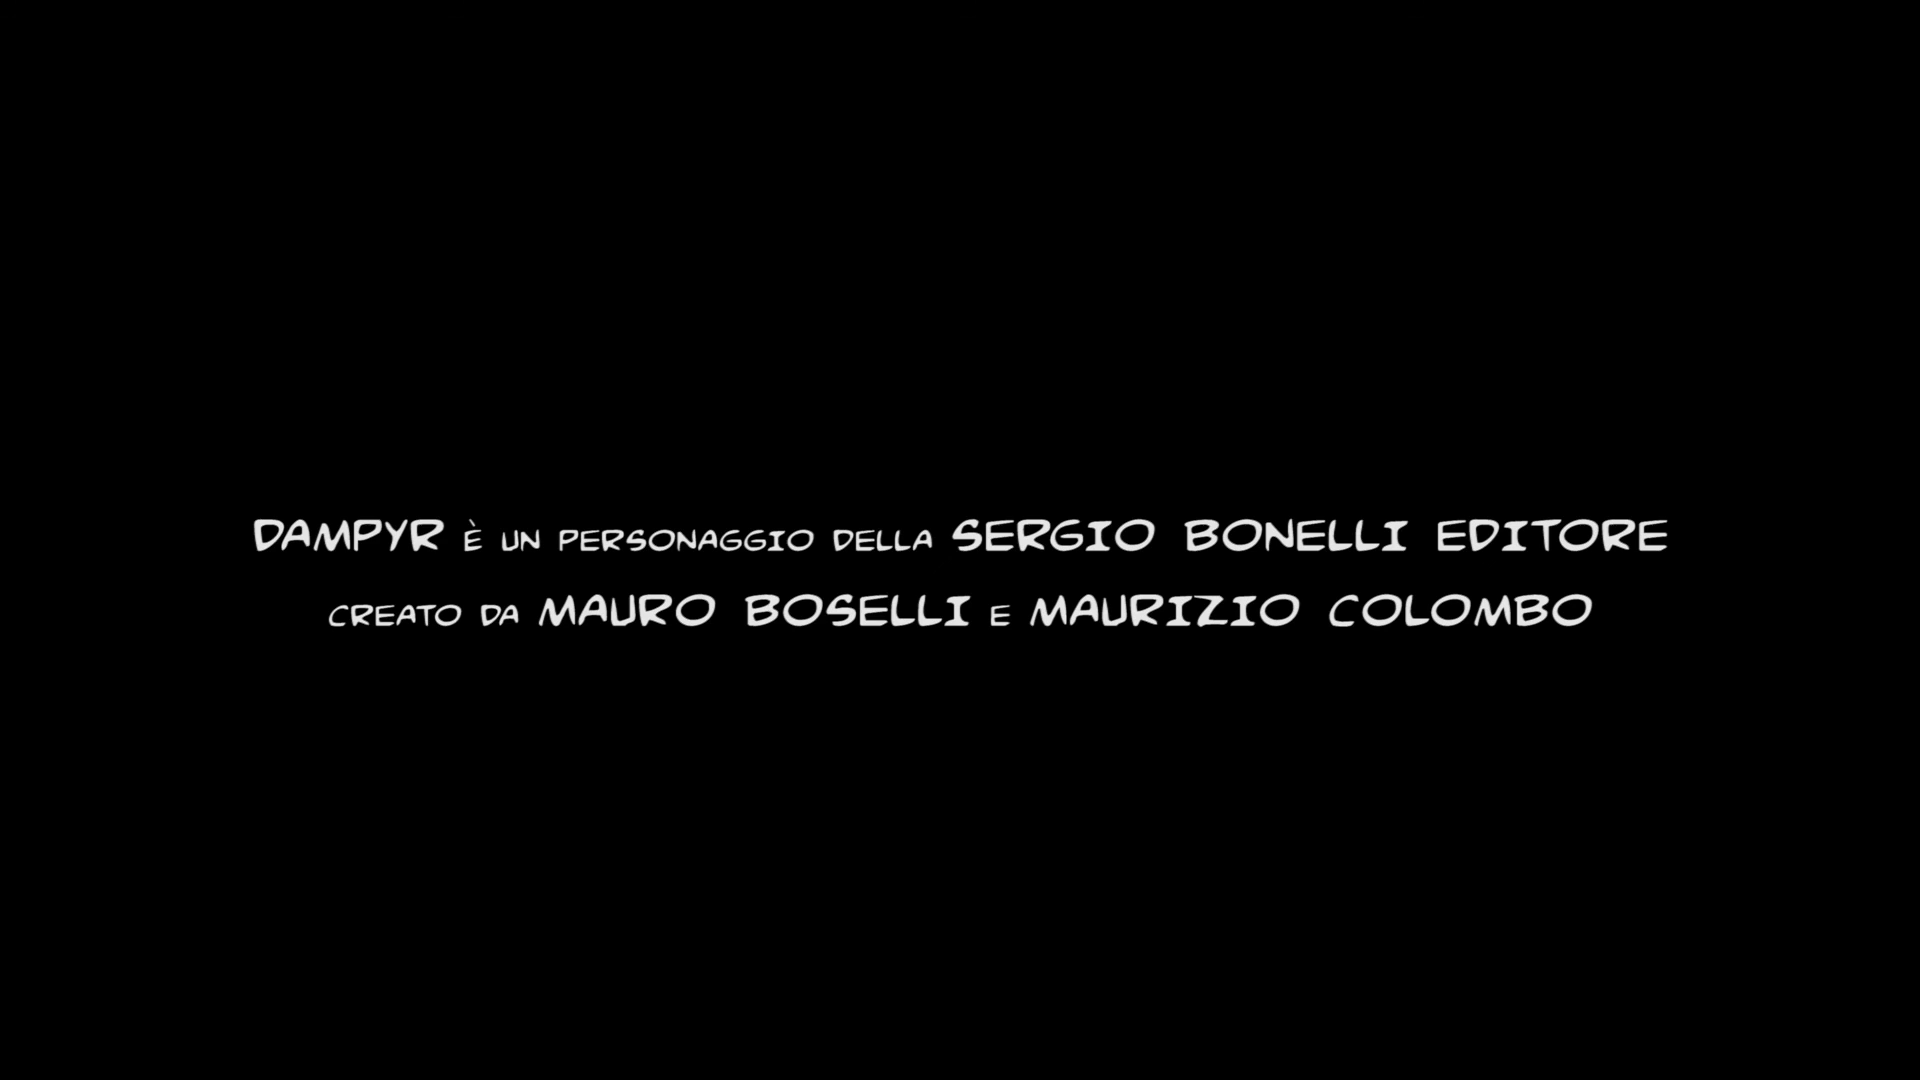 DAMPYR È UN PERSONAGGIO DELLA SERGIO BONELLI EDITORE
CREATO DA MAURO BOSELLI E MAURIZIO COLOMBO